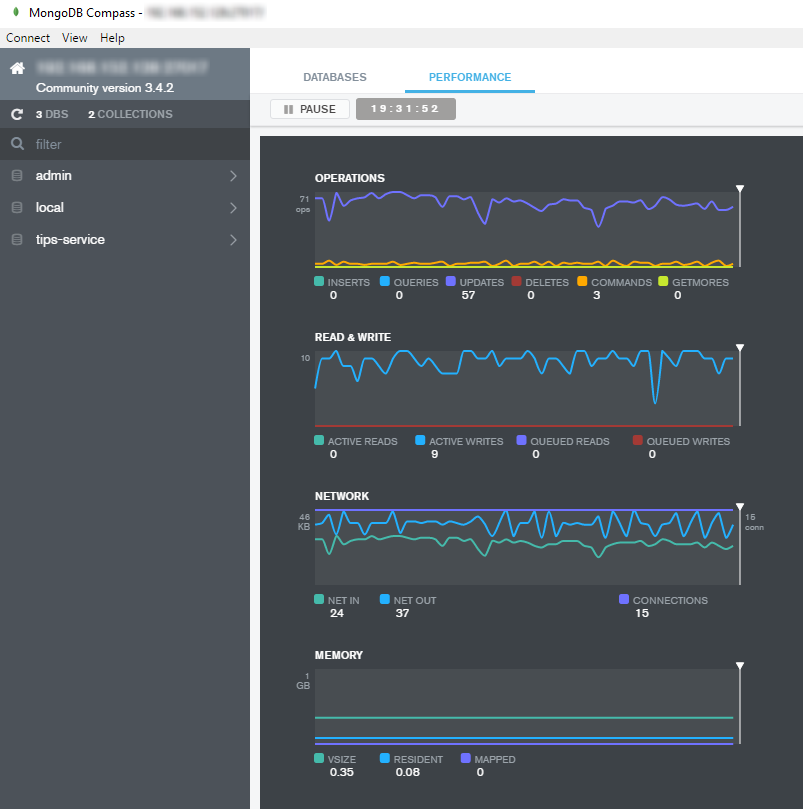 MongoDB Compass -
Connect View Help
Community version 3.4.2
3 DBS 2 COLLECTIONS
filter
admin
local
tips-service
DATABASES PERFORMANCE
PAUSE 19:31:52
OPERATIONS
71
ops
INSERTS QUERIES UPDATES DELETES COMMANDS GETMORES
0 0 57 0 3 0
READ & WRITE
10
ACTIVE READS ACTIVE WRITES QUEUED READS QUEUED WRITES
0 9 0 0
NETWORK
46 16
KB conn
NET IN NET OUT CONNECTIONS
24 37 15
MEMORY
1
GB
VSIZE RESIDENT MAPPED
0.35 0.08 0